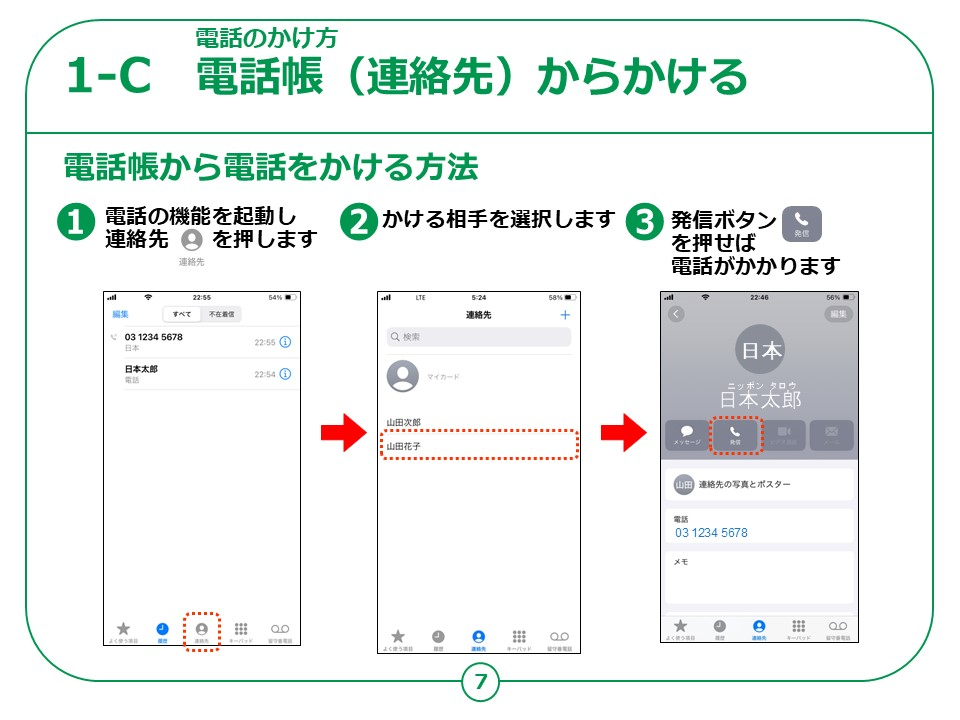 電話のかけ方
1-C 電話帳（連絡先）からかける
電話帳から電話をかける方法
1 電話の機能を起動し
連絡先 を押します
連絡先
2 かける相手を選択します
3 発信ボタン
発信
を押せば
電話がかかります
22:55 54%
編集 すべて 不在着信
03 1234 5678
日本
22:55
日本太郎
電話
22:54
よく使う項目 履歴 連絡先 キーパッド 留守番電話
LTE 5:24 58%
連絡先 +
検索
マイカード
山田次郎
山田花子
よく使う項目 履歴 連絡先 キーパッド 留守番電話
22:46 56%
編集
日本
ニッポン タロウ
日本太郎
メッセージ 発信
山田 連絡先の写真とポスター
電話
03 1234 5678
メモ
よく使う項目 履歴 連絡先 キーパッド 留守番電話
7